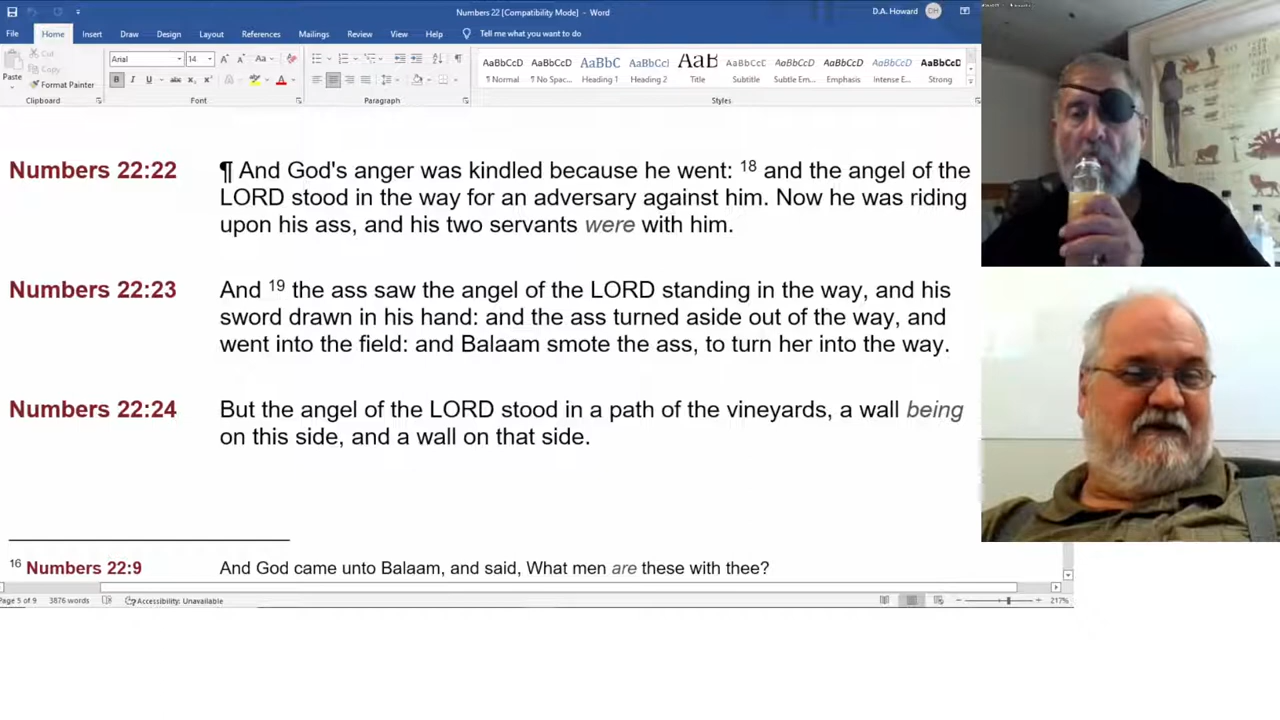 Numbers 22 [Compatibility Mode] - Word
D.A. Howard DH
File Home Insert Draw Design Layout References Mailings Review View Help Tell me what you want to do
Paste
Cut
Copy
Format Painter
Clipboard
Arial 14
Font
Paragraph
AaBbCcD AaBbCcD AaBbC AaBbCcI AaB AaBbCcC AaBbCcD AaBbCcD AaBbCcD AaBbCcD
¶ Normal ¶ No Spac... Heading 1 Heading 2 Title Subtitle Subtle Em... Emphasis Intense E... Strong
Styles
Numbers 22:22 ¶ And God's anger was kindled because he went: 18 and the angel of the
LORD stood in the way for an adversary against him. Now he was riding
upon his ass, and his two servants were with him.
Numbers 22:23 And 19 the ass saw the angel of the LORD standing in the way, and his
sword drawn in his hand: and the ass turned aside out of the way, and
went into the field: and Balaam smote the ass, to turn her into the way.
Numbers 22:24 But the angel of the LORD stood in a path of the vineyards, a wall being
on this side, and a wall on that side.
16 Numbers 22:9 And God came unto Balaam, and said, What men are these with thee?
Page 5 of 9 3876 words Accessibility: Unavailable 217%